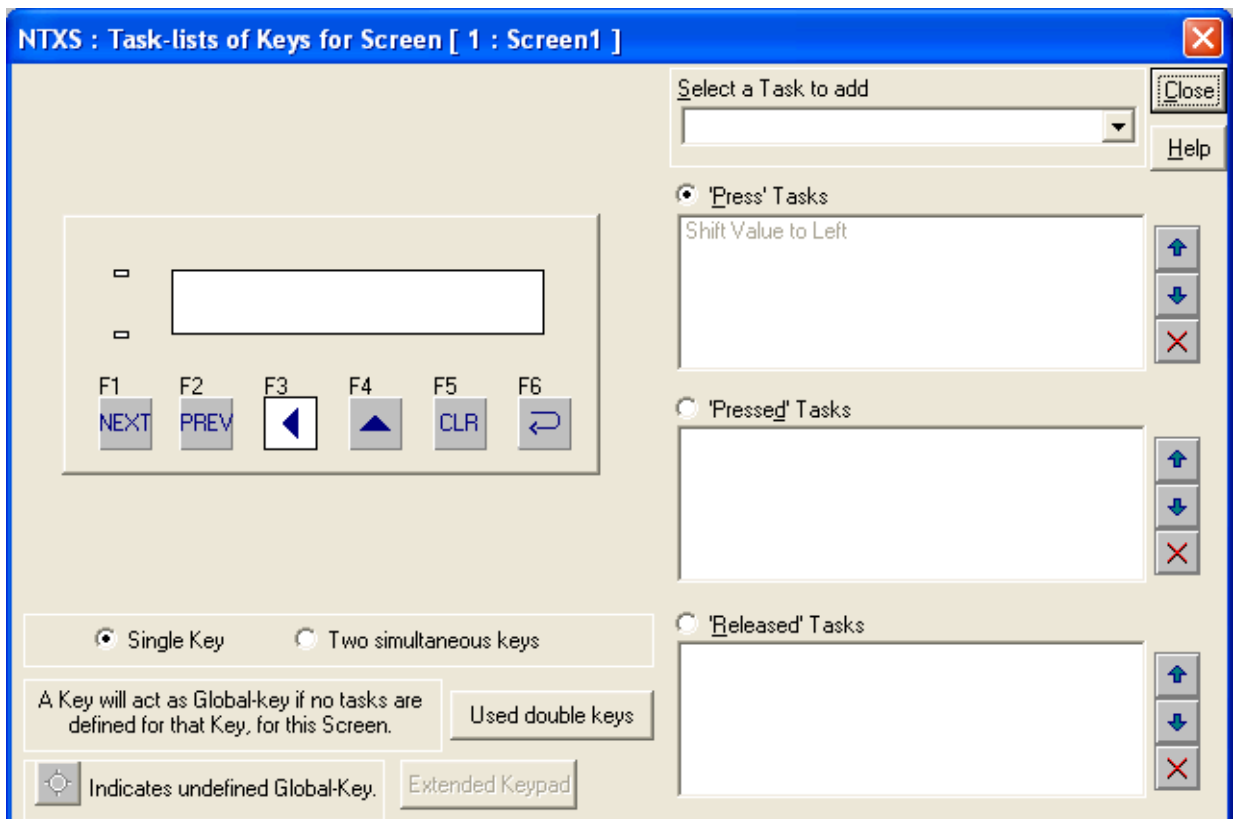 NTXS : Task-lists of Keys for Screen [ 1 : Screen1 ]
Select a Task to add
Close
Help
'Press' Tasks
Shift Value to Left
F1 F2 F3 F4 F5 F6
NEXT PREV CLR
'Pressed' Tasks
'Released' Tasks
Single Key Two simultaneous keys
A Key will act as Global-key if no tasks are
defined for that Key, for this Screen.
Used double keys
Indicates undefined Global-Key.
Extended Keypad